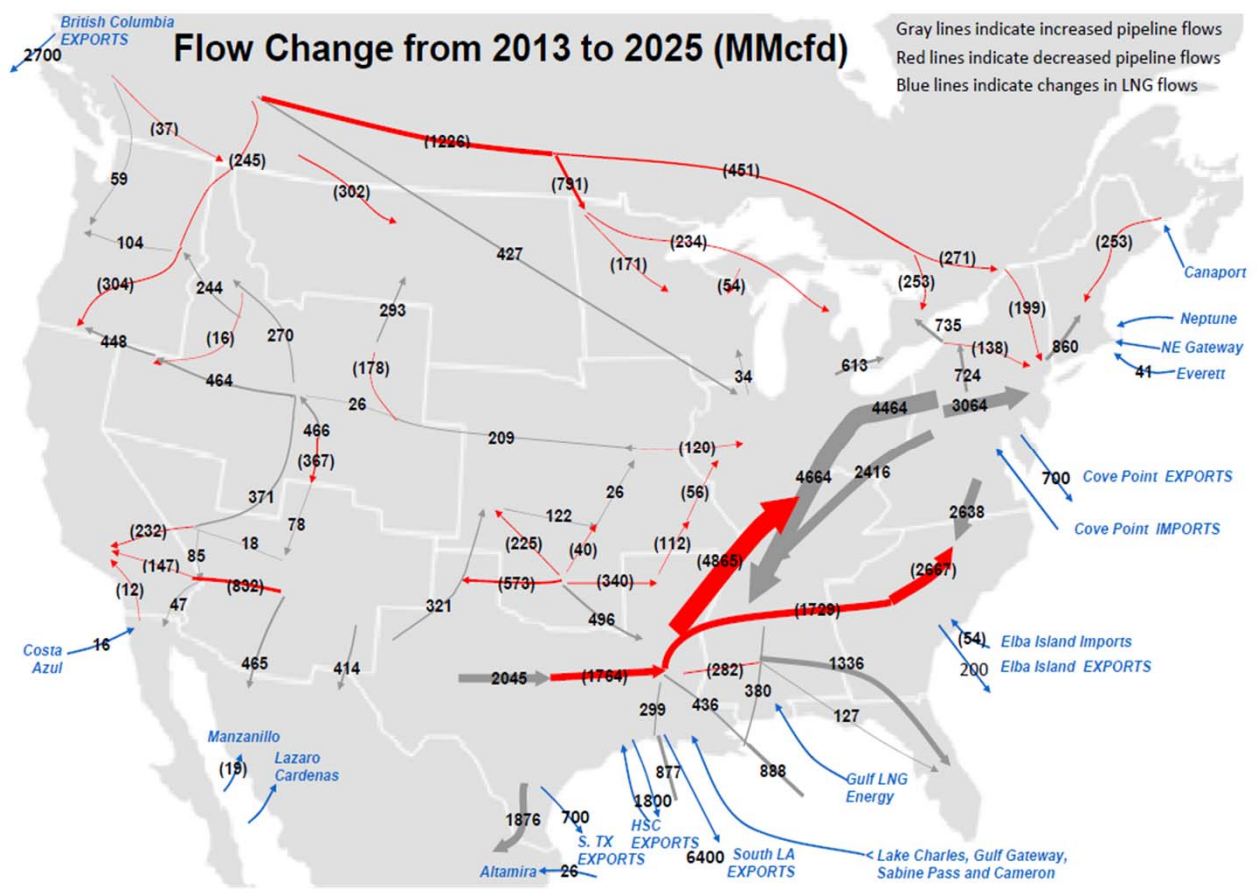 British Columbia
EXPORTS
2700
Flow Change from 2013 to 2025 (MMcfd)
Gray lines indicate increased pipeline flows
Red lines indicate decreased pipeline flows
Blue lines indicate changes in LNG flows
(37)
(245)
(1226)
(451)
59
(302)
(791)
104
427
(234)
(171)
(54)
(271)
(253)
(253)
Canaport
(304)
244
(16)
270
293
(199)
735
(138)
860
Neptune
NE Gateway
41
Everett
448
464
(178)
34
613
724
26
4464
3064
466
(367)
209
(120)
4664
2416
700
Cove Point EXPORTS
Cove Point IMPORTS
371
26
(56)
2638
(232)
85
18
78
122
(225)
(40)
(112)
(4865)
(2667)
(147)
(832)
(573)
(340)
(12)
47
321
496
(1729)
(54)
Elba Island Imports
200
Elba Island EXPORTS
Costa
Azul
16
465
414
2045
(1764)
(282)
1336
299
436
380
127
Manzanillo
(19)
Lazaro
Cardenas
877
888
Gulf LNG
Energy
1876
700
S. TX
EXPORTS
1800
HSC
EXPORTS
6400
South LA
EXPORTS
Altamira
26
< Lake Charles, Gulf Gateway,
Sabine Pass and Cameron